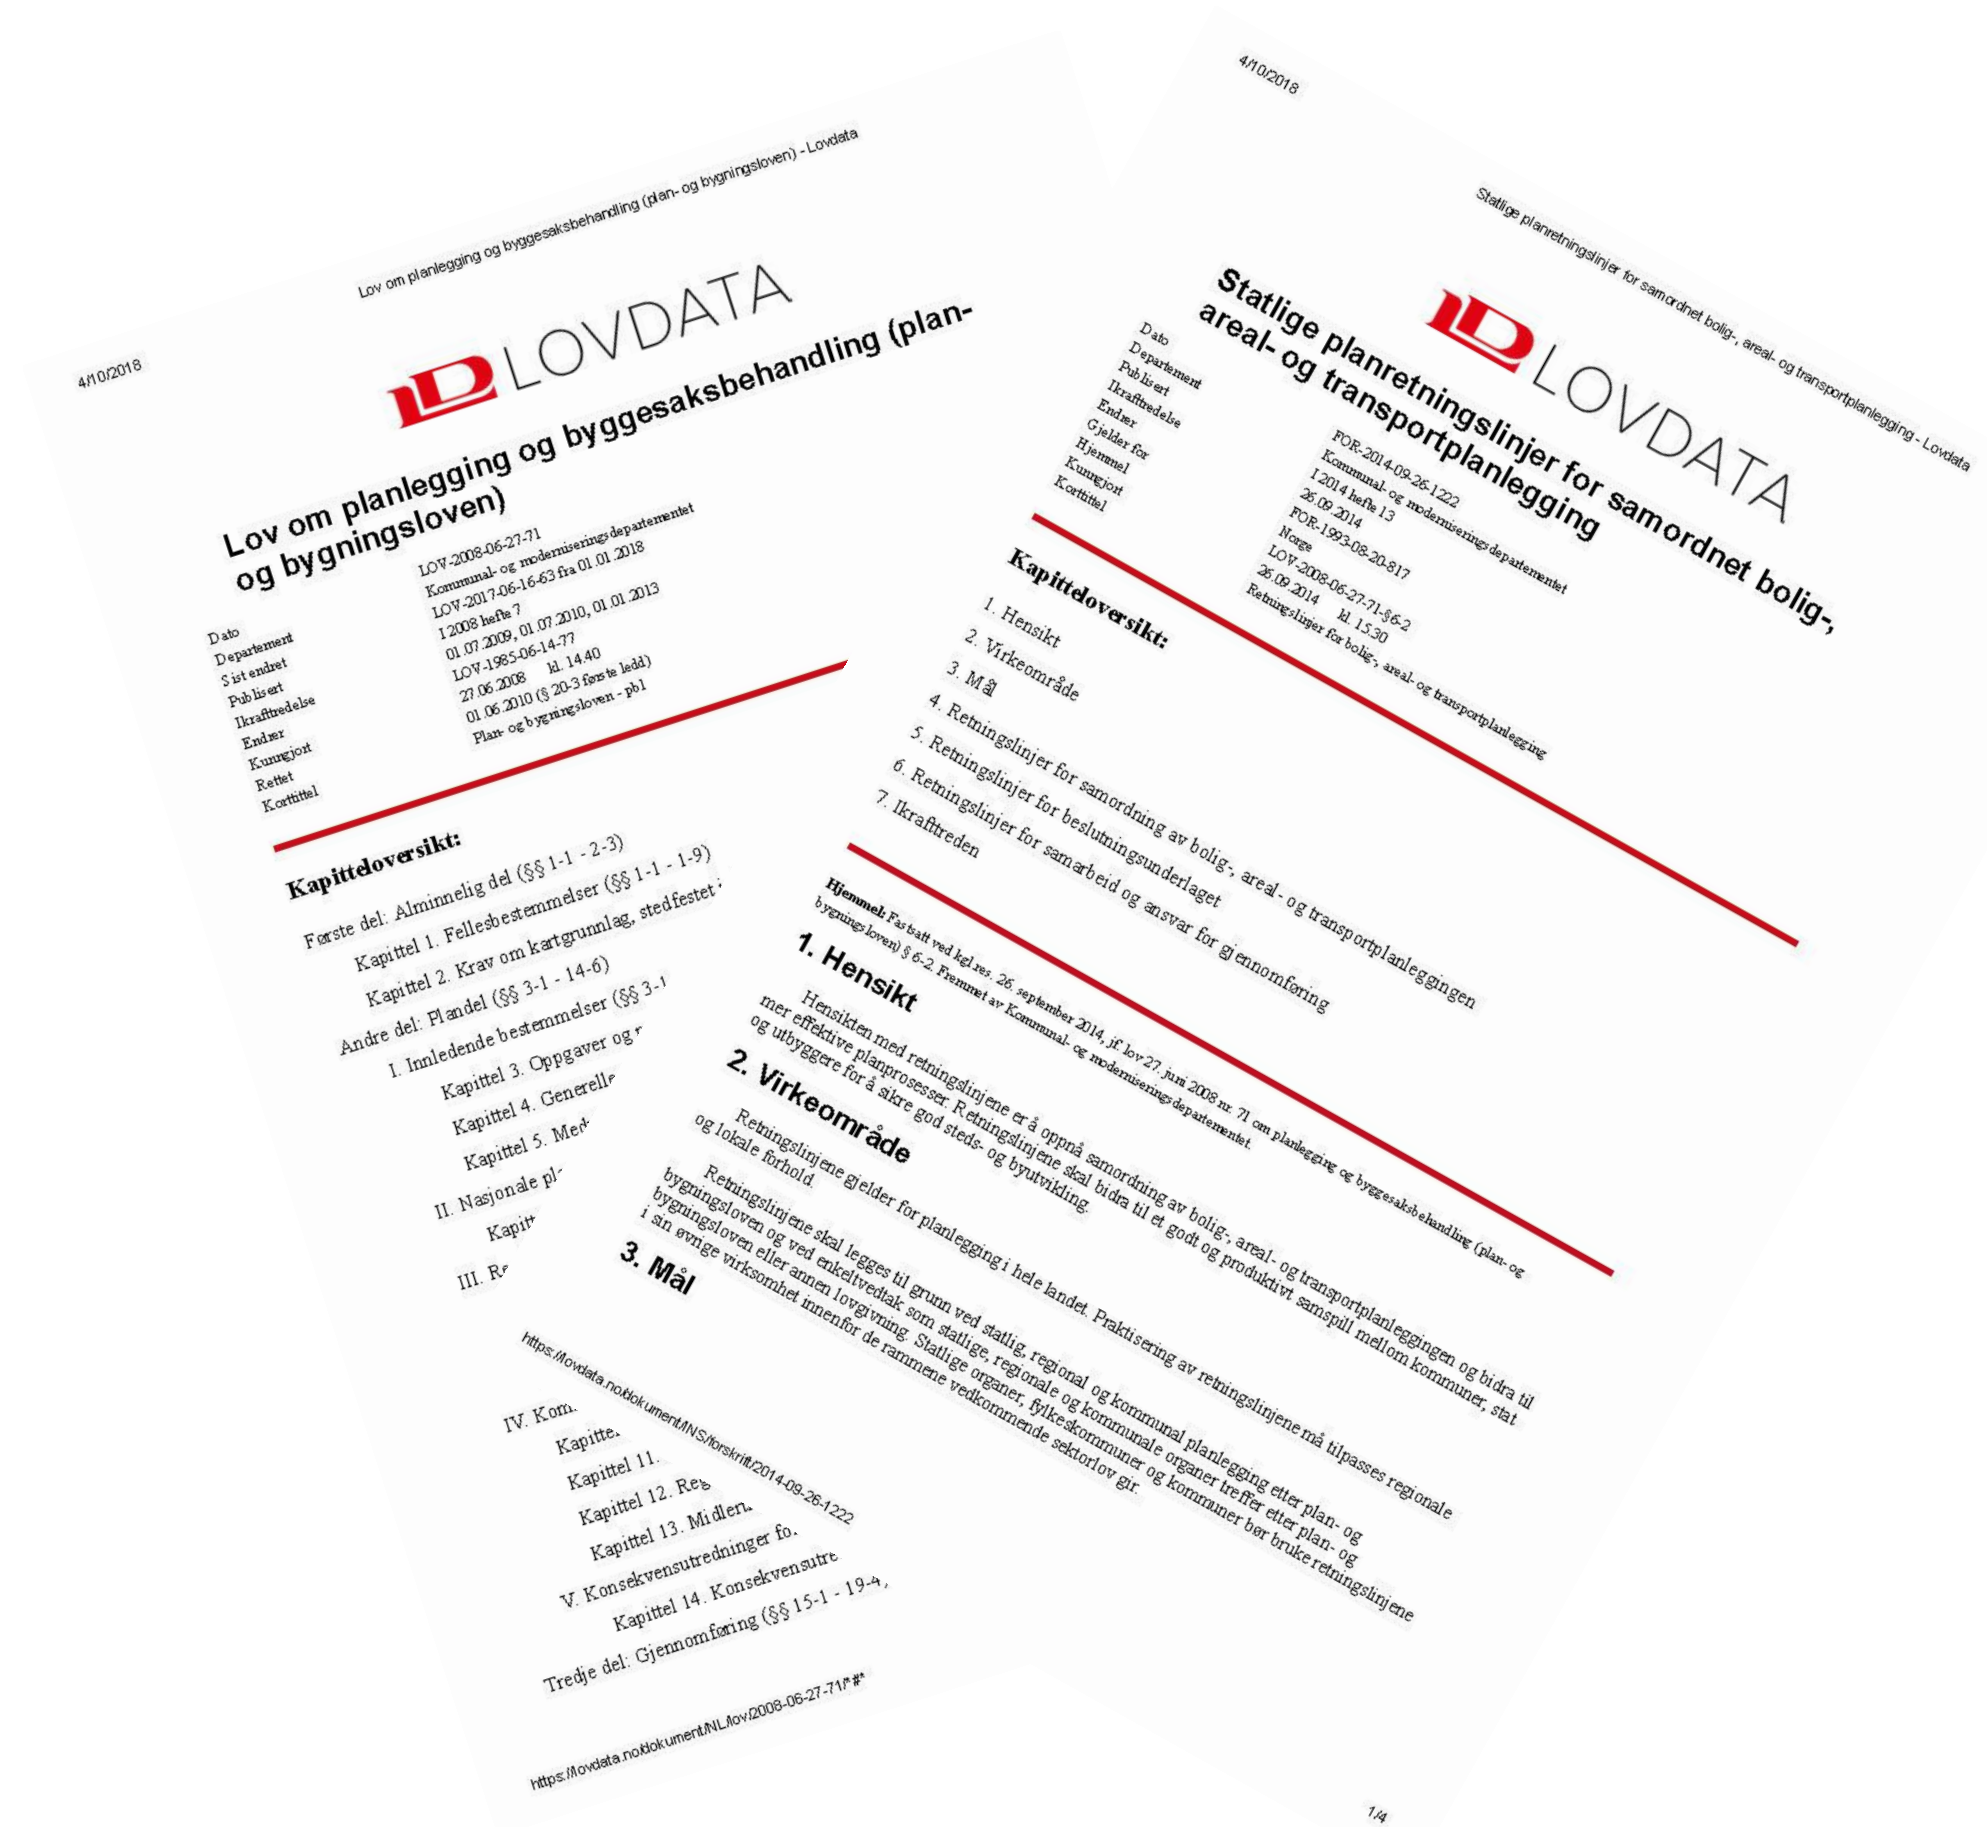 4/10/2018
Lov om planlegging og byggesaksbehandling (plan- og bygningsloven) - Lovdata
LOVDATA
Lov om planlegging og byggesaksbehandling (plan-
og bygningsloven)
Dato LOV-2008-06-27-71
Departement Kommunal- og moderniseringsdepartementet
Sist endret LOV-2017-06-16-63 fra 01.01.2018
Publisert I 2008 hefte 7
Ikrafttredelse 01.07.2009, 01.07.2010, 01.01.2013
Endrer LOV-1985-06-14-77
Kunngjort 27.06.2008 kl. 14.40
Rettet 01.06.2010 (§ 20-3 første ledd)
Korttittel Plan- og bygningsloven - pbl
Kapitteloversikt:
Første del: Alminnelig del (§§ 1-1 - 2-3)
Kapittel 1. Fellesbestemmelser (§§ 1-1 - 1-9)
Kapittel 2. Krav om kartgrunnlag, stedfestet
Andre del: Plandel (§§ 3-1 - 14-6)
I. Innledende bestemmelser (§§ 3-1
Kapittel 3. Oppgaver og
Kapittel 4. Generelle
Kapittel 5. Med
II. Nasjonale pl
Kapitt
III. Re
IV. Kom
Kapittel
Kapittel 11.
Kapittel 12. Reg
Kapittel 13. Midler
V. Konsekvensutredninger for
Kapittel 14. Konsekvensutre
Tredje del: Gjennomføring (§§ 15-1 - 19-4)
https://lovdata.no/dokument/NL/lov/2008-06-27-71/*#*
4/10/2018
Statlige planretningslinjer for samordnet bolig-, areal- og transportplanlegging - Lovdata
LOVDATA
Statlige planretningslinjer for samordnet bolig-,
areal- og transportplanlegging
Dato FOR-2014-09-26-1222
Departement Kommunal- og moderniseringsdepartementet
Publisert I 2014 hefte 13
Ikrafttredelse 26.09.2014
Endrer FOR-1993-08-20-817
Gjelder for Norge
Hjemmel LOV-2008-06-27-71-§6-2
Kunngjort 26.09.2014 kl. 15.30
Korttittel Retningslinjer for bolig-, areal- og transportplanlegging
Kapitteloversikt:
1. Hensikt
2. Virkeområde
3. Mål
4. Retningslinjer for samordning av bolig-, areal- og transportplanleggingen
5. Retningslinjer for beslutningsunderlaget
6. Retningslinjer for samarbeid og ansvar for gjennomføring
7. Ikrafttreden
Hjemmel: Fastsatt ved kgl.res. 26. september 2014, jf. lov 27. juni 2008 nr. 71 om planlegging og byggesaksbehandling (plan- og
bygningsloven) § 6-2. Fremmet av Kommunal- og moderniseringsdepartementet.
1. Hensikt
Hensikten med retningslinjene er å oppnå samordning av bolig-, areal- og transportplanleggingen og bidra til
mer effektive planprosesser. Retningslinjene skal bidra til et godt og produktivt samspill mellom kommuner, stat
og utbyggere for å sikre god steds- og byutvikling.
2. Virkeområde
Retningslinjene gjelder for planlegging i hele landet. Praktisering av retningslinjene må tilpasses regionale
og lokale forhold.
Retningslinjene skal legges til grunn ved statlig, regional og kommunal planlegging etter plan- og
bygningsloven og ved enkeltvedtak som statlige, regionale og kommunale organer treffer etter plan- og
bygningsloven eller annen lovgivning. Statlige organer, fylkeskommuner og kommuner bør bruke retningslinjene
i sin øvrige virksomhet innenfor de rammene vedkommende sektorlov gir.
3. Mål
https://lovdata.no/dokument/INS/forskrift/2014-09-26-1222
1/4